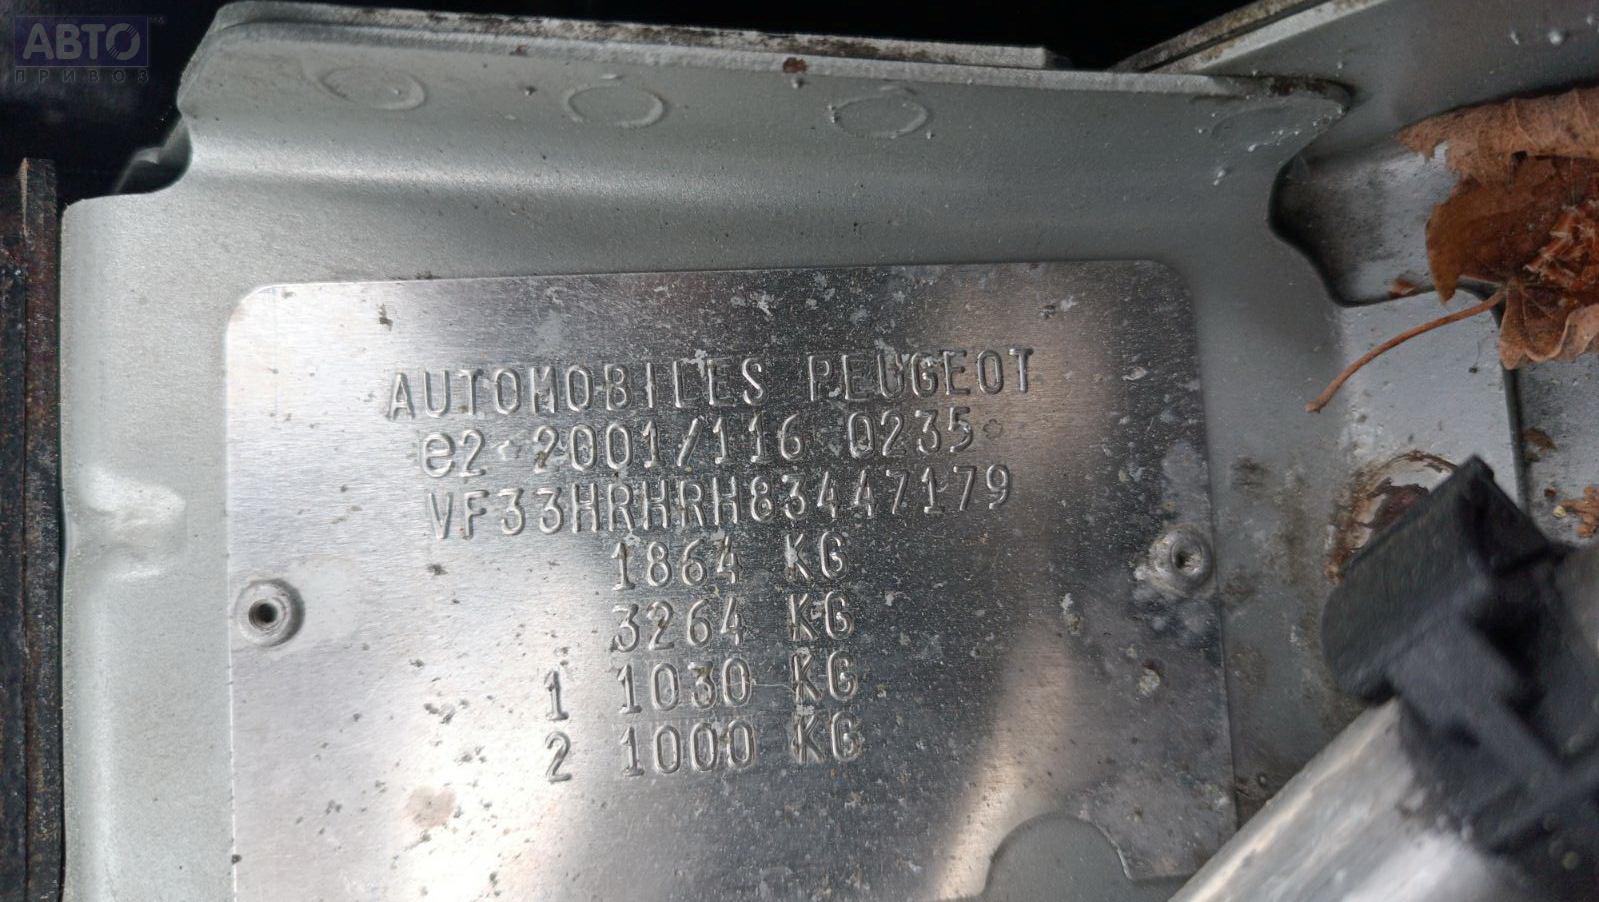 АВТО
ПРИВОЗ
AUTOMOBILES PEUGEOT
e2*2001/116*0235*
VF33HRHRH83447179
1864 KG
3264 KG
1 1030 KG
2 1000 KG